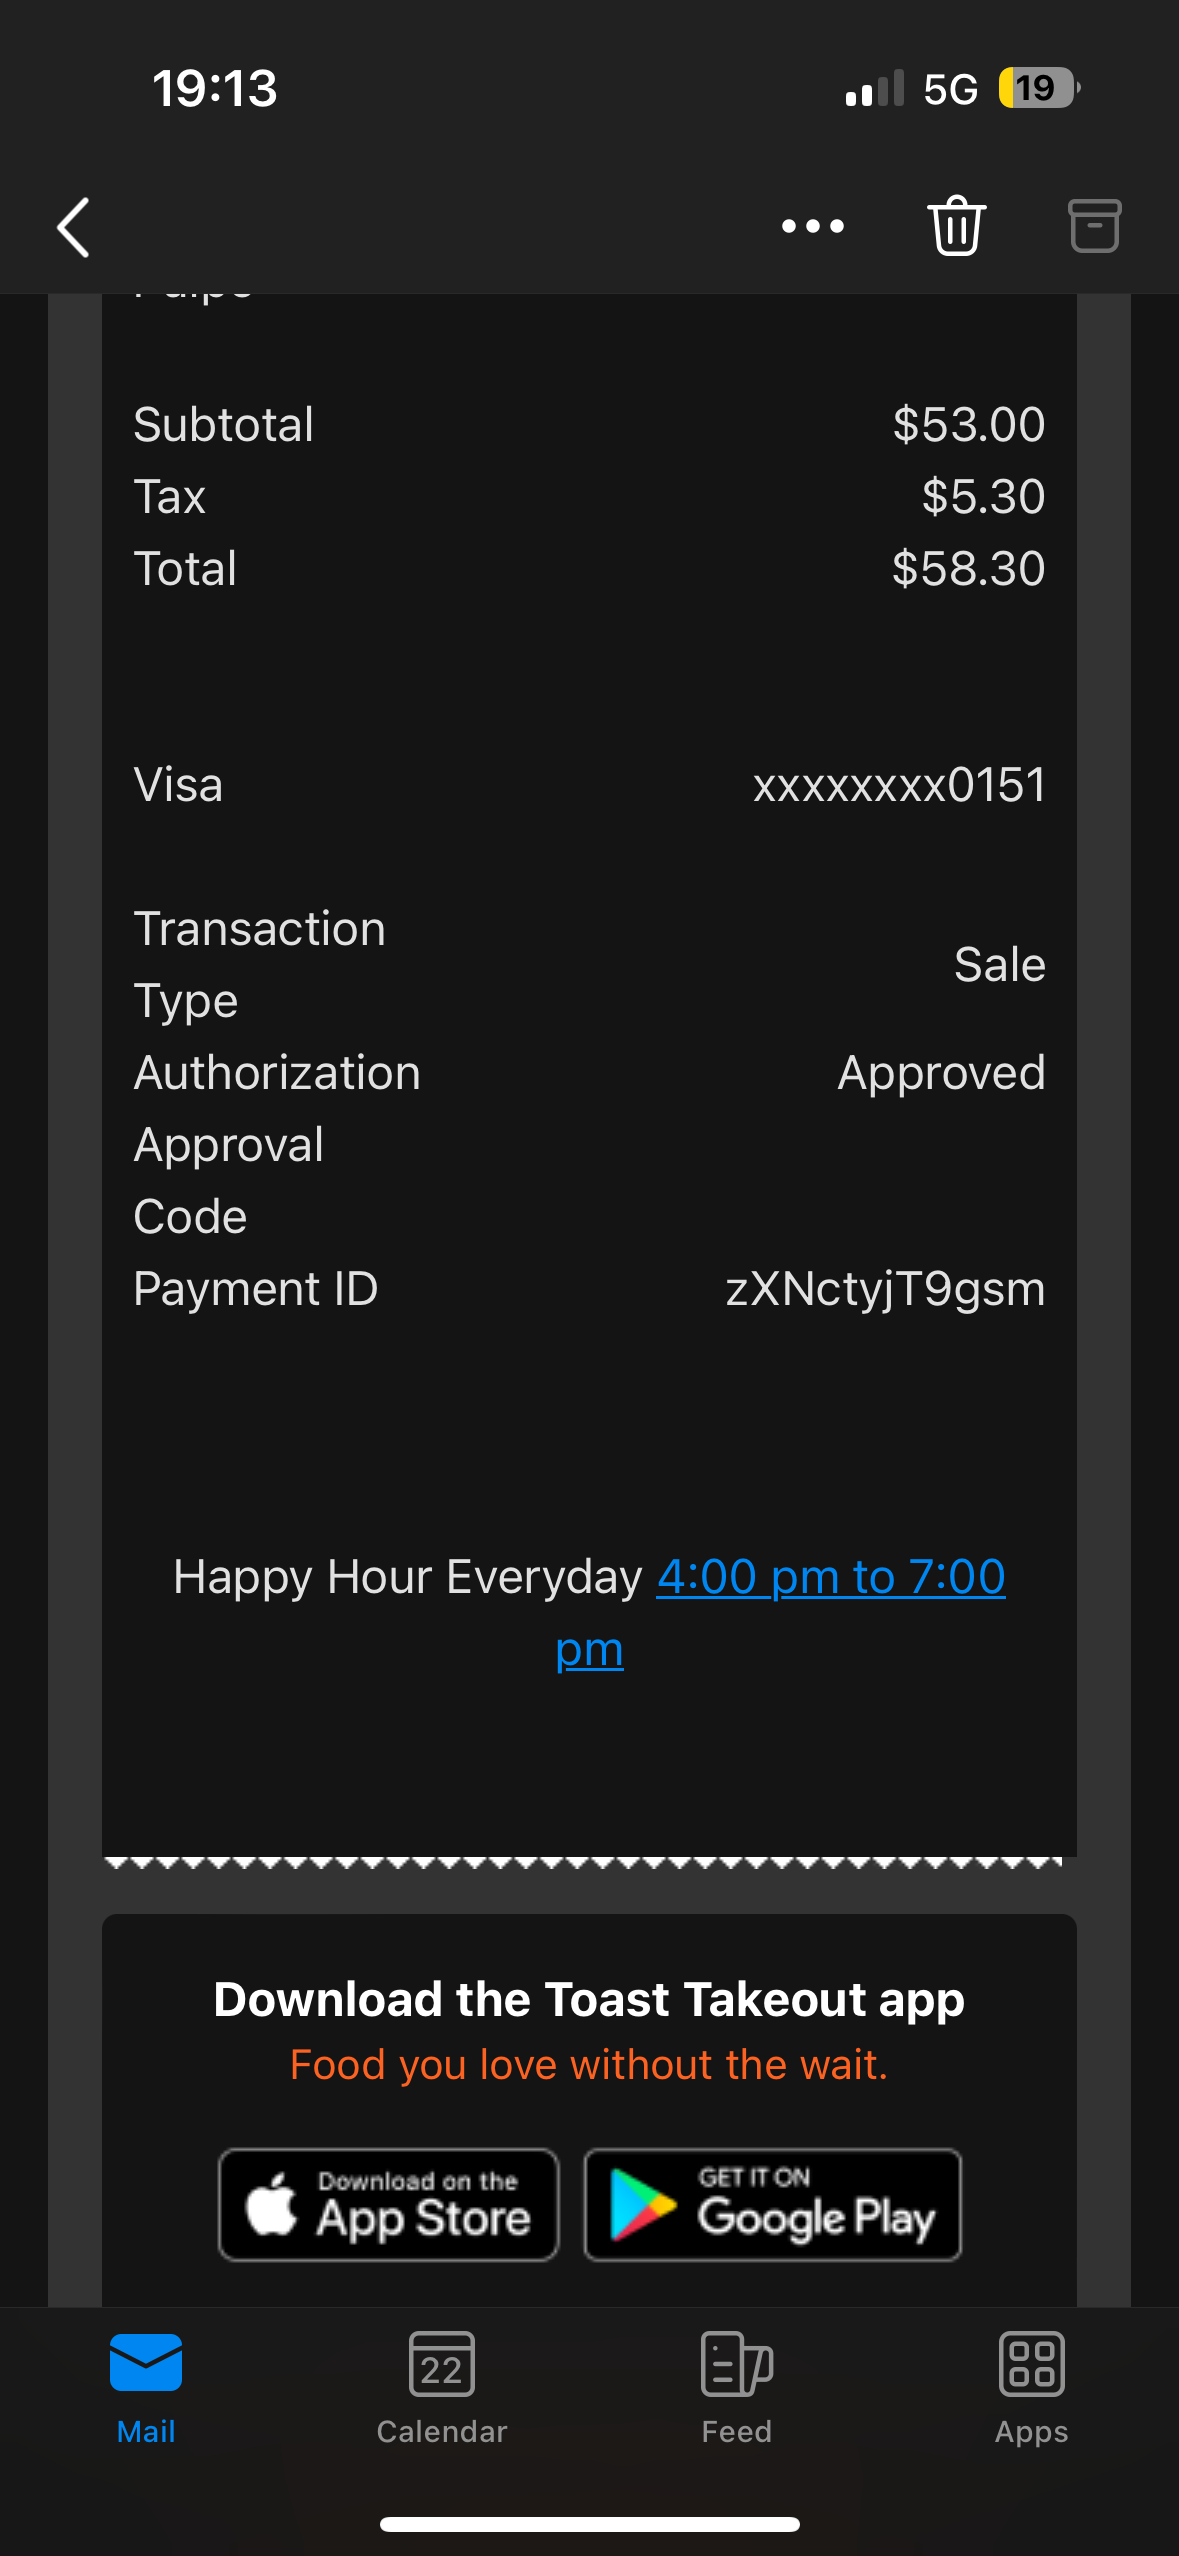 19:13
5G
19
Subtotal $53.00
Tax $5.30
Total $58.30
Visa xxxxxxxx0151
Transaction
Type Sale
Authorization Approved
Approval
Code
Payment ID zXNctyjT9gsm
Happy Hour Everyday 4:00 pm to 7:00
pm
Download the Toast Takeout app
Food you love without the wait.
Download on the
App Store
GET IT ON
Google Play
22
Mail
Calendar
Feed
Apps